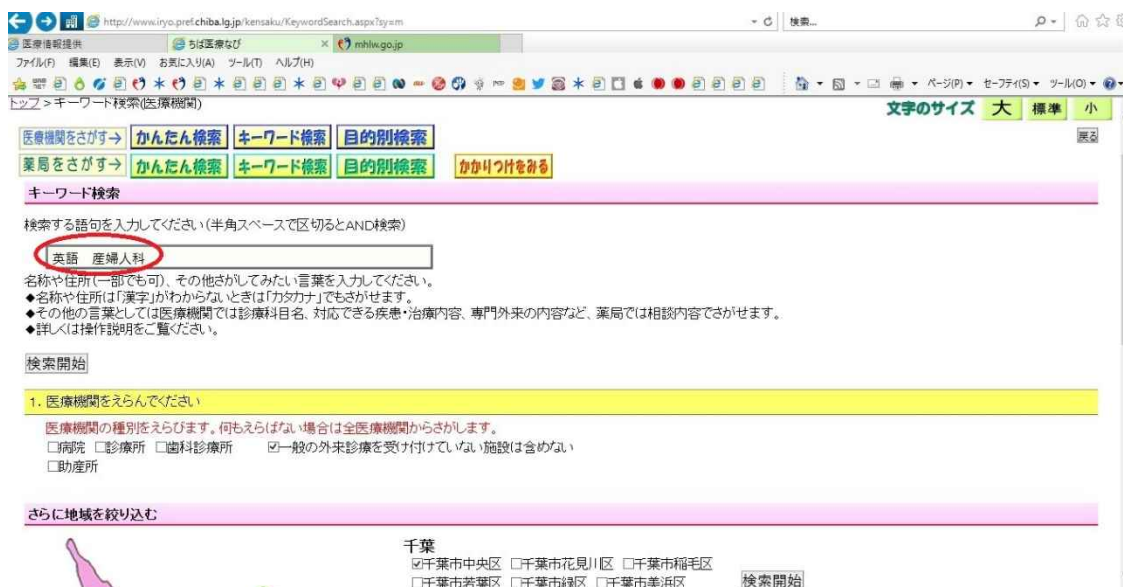 http://www.iryo.pref.chiba.lg.jp/kensaku/KeywordSearch.aspx?sy=m
検索...
医療情報提供
ちば医療なび
mhlw.go.jp
ファイル(F) 編集(E) 表示(V) お気に入り(A) ツール(T) ヘルプ(H)
ページ(P) セーフティ(S) ツール(O)
トップ > キーワード検索(医療機関)
文字のサイズ 大 標準 小
医療機関をさがす→ かんたん検索 キーワード検索 目的別検索
戻る
薬局をさがす→ かんたん検索 キーワード検索 目的別検索 かかりつけをみる
キーワード検索
検索する語句を入力してください(半角スペースで区切るとAND検索)
英語 産婦人科
名称や住所(一部でも可)、その他さがしてみたい言葉を入力してください。
◆名称や住所は「漢字」がわからないときは「カタカナ」でもさがせます。
◆その他の言葉としては医療機関では診療科目名、対応できる疾患・治療内容、専門外来の内容など、薬局では相談内容でさがせます。
◆詳しくは操作説明をご覧ください。
検索開始
1. 医療機関をえらんでください
医療機関の種別をえらびます。何もえらばない場合は全医療機関からさがします。
□病院 □診療所 □歯科診療所 ☑一般の外来診療を受け付けていない施設は含めない
□助産所
さらに地域を絞り込む
千葉
☑千葉市中央区 □千葉市花見川区 □千葉市稲毛区
□千葉市若葉区 □千葉市緑区 □千葉市美浜区
検索開始